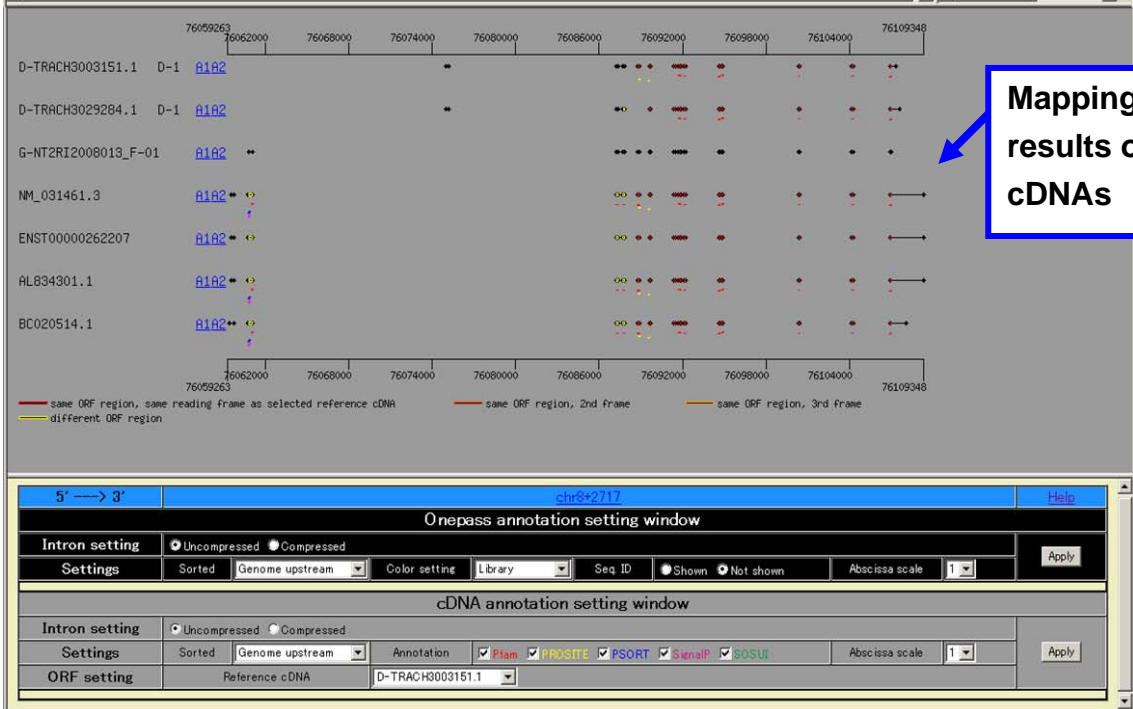 76059263
76062000 76068000 76074000 76080000 76086000 76092000 76098000 76104000 76109348
D-TRACH3003151.1 D-1 A1A2
D-TRACH3029284.1 D-1 A1A2
G-NT2RI2008013_F-01 A1A2
NM_031461.3 A1A2
ENST00000262207 A1A2
AL834301.1 A1A2
BC020514.1 A1A2
Mapping
results o
cDNAs
76062000 76068000 76074000 76080000 76086000 76092000 76098000 76104000
76059263 76109348
same ORF region, same reading frame as selected reference cDNA same ORF region, 2nd frame same ORF region, 3rd frame
different ORF region
5' ---> 3' chr8+2717 Help
Onepass annotation setting window
Intron setting Uncompressed Compressed
Apply
Settings Sorted Genome upstream Color setting Library Seq. ID Shown Not shown Abscissa scale 1
cDNA annotation setting window
Intron setting Uncompressed Compressed
Settings Sorted Genome upstream Annotation Pfam PROSITE PSORT SignalP SOSUI Abscissa scale 1 Apply
ORF setting Reference cDNA D-TRACH3003151.1